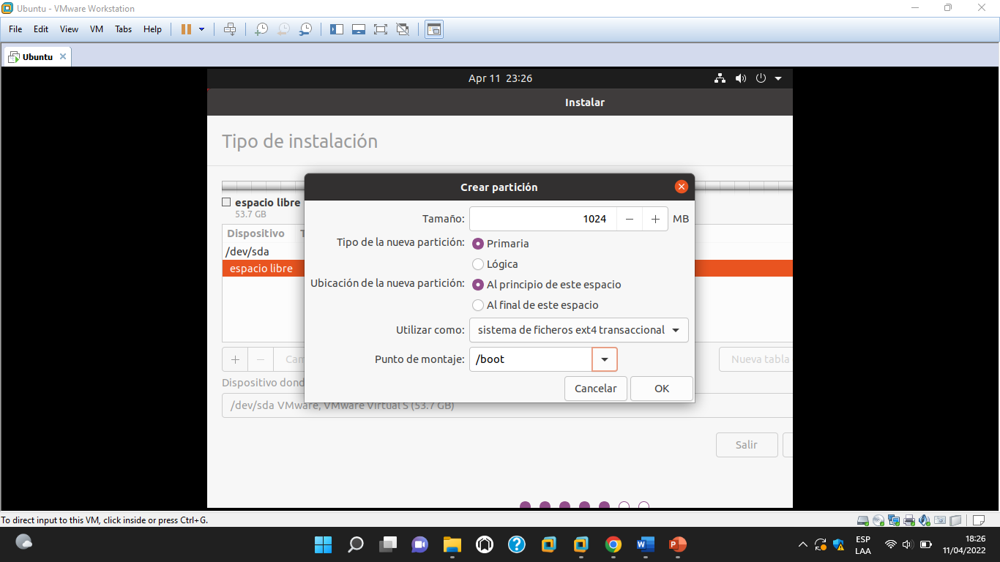 Ubuntu - VMware Workstation
File Edit View VM Tabs Help
Ubuntu
Apr 11 23:26
Instalar
Tipo de instalación
Crear partición
espacio libre
53.7 GB
Tamaño: 1024 MB
Dispositivo
Tipo de la nueva partición: Primaria
/dev/sda
Lógica
espacio libre
Ubicación de la nueva partición: Al principio de este espacio
Al final de este espacio
Utilizar como: sistema de ficheros ext4 transaccional
Punto de montaje: /boot
Nueva tabla
Dispositivo dond
Cancelar OK
/dev/sda VMware, VMware Virtual S (53.7 GB)
Salir
To direct input to this VM, click inside or press Ctrl+G.
ESP
LAA
18:26
11/04/2022